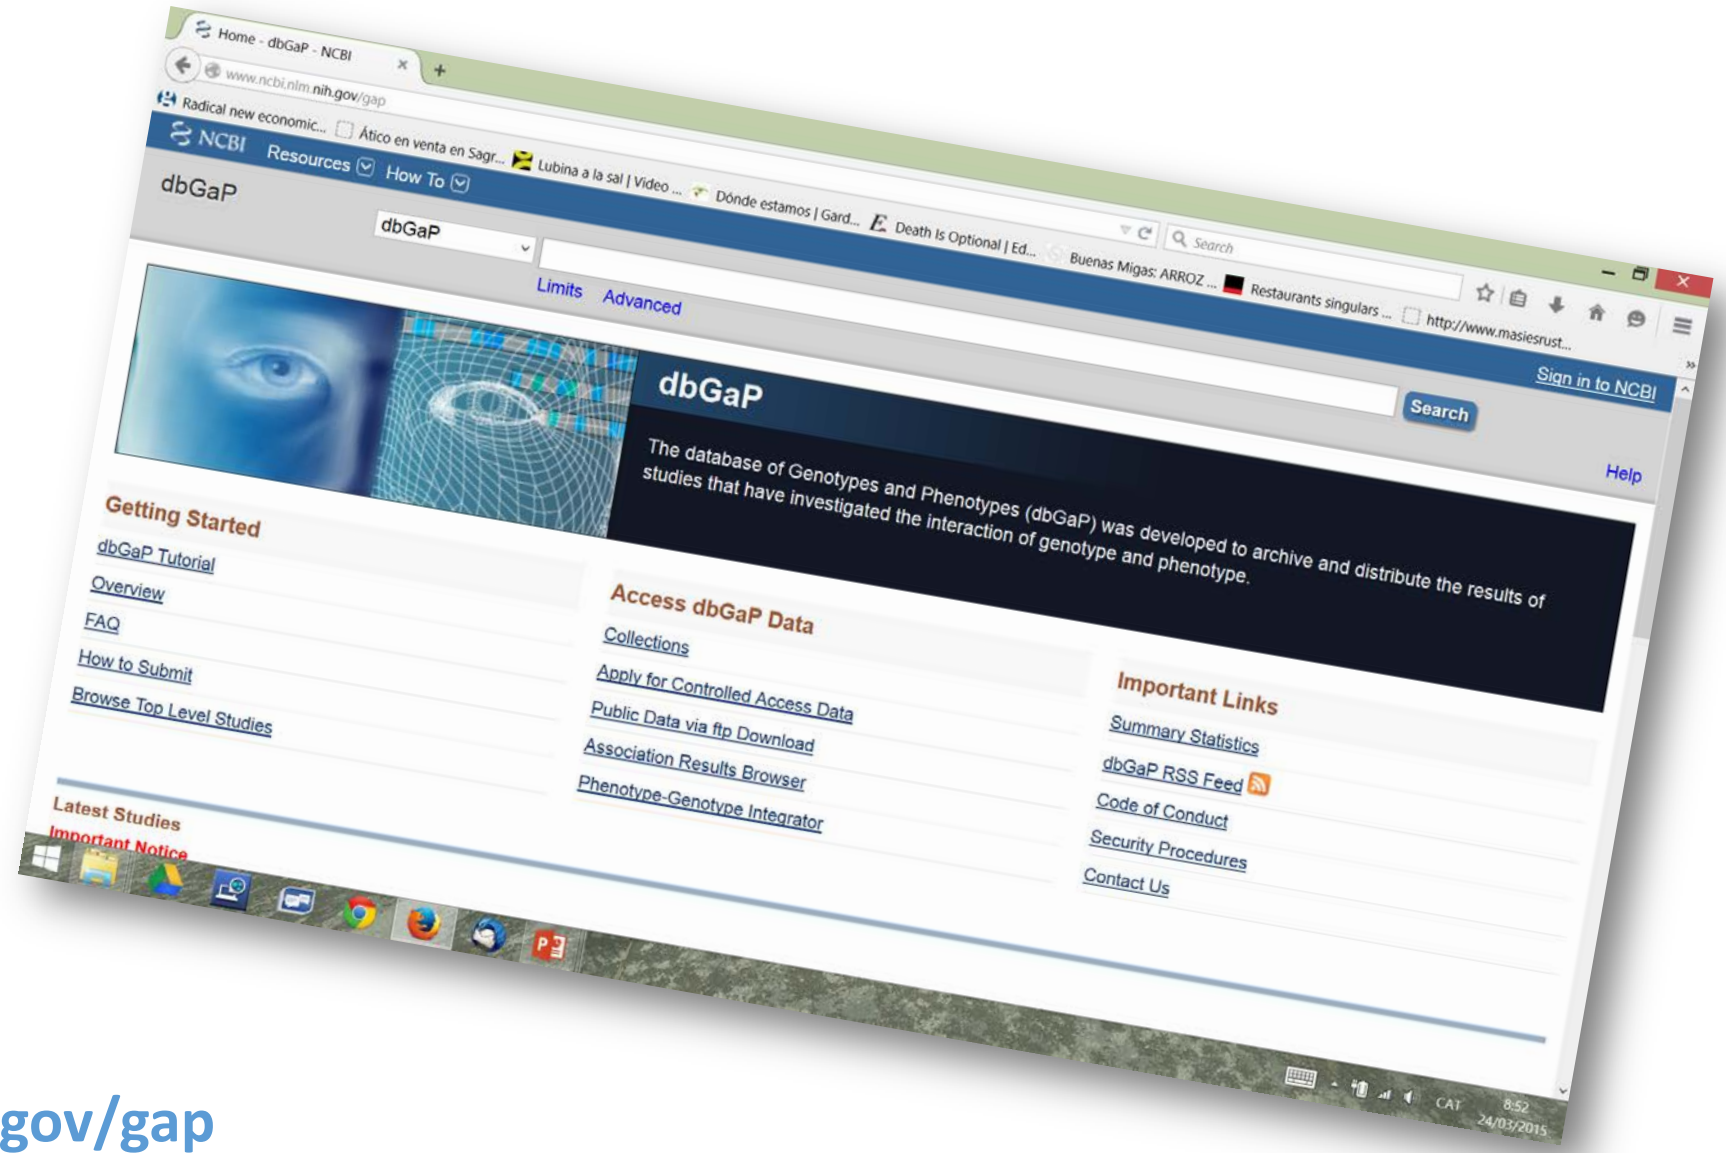 Home - dbGaP - NCBI
www.ncbi.nlm.nih.gov/gap
Search
Radical new economic... Ático en venta en Sagr... Lubina a la sal | Video ... Dónde estamos | Gard... E Death Is Optional | Ed... Buenas Migas: ARROZ ... Restaurants singulars ... http://www.masiesrust...
NCBI Resources How To Sign in to NCBI
dbGaP
dbGaP
Search
Limits Advanced
Help
dbGaP
The database of Genotypes and Phenotypes (dbGaP) was developed to archive and distribute the results of
studies that have investigated the interaction of genotype and phenotype.
Getting Started
dbGaP Tutorial
Overview
FAQ
How to Submit
Browse Top Level Studies
Access dbGaP Data
Collections
Apply for Controlled Access Data
Public Data via ftp Download
Association Results Browser
Phenotype-Genotype Integrator
Important Links
Summary Statistics
dbGaP RSS Feed
Code of Conduct
Security Procedures
Contact Us
Latest Studies
Important Notice
CAT
8:52
24/03/2015
gov/gap